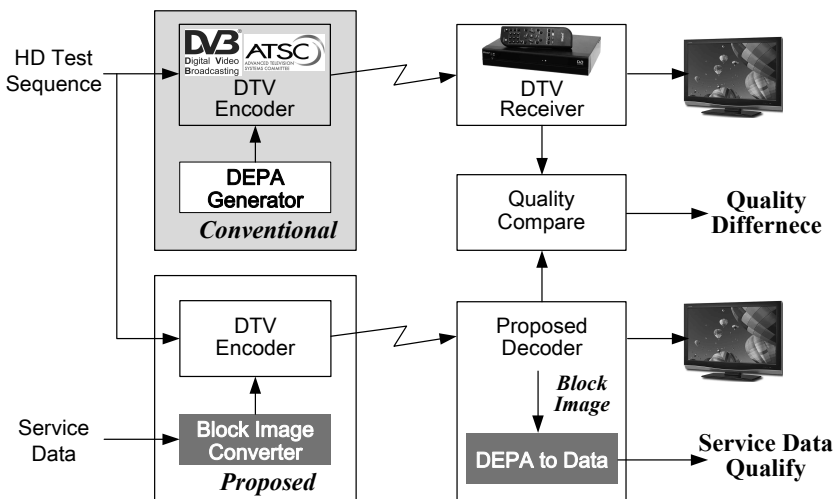 HD Test
Sequence
DVB
Digital Video
Broadcasting
ATSC
ADVANCED TELEVISION
SYSTEMS COMMITTEE
DTV
Encoder
DEPA
Generator
Conventional
DTV
Receiver
Quality
Compare
Quality
Differnece
DTV
Encoder
Service
Data
Block Image
Converter
Proposed
Proposed
Decoder
Block
Image
DEPA to Data
Service Data
Qualify